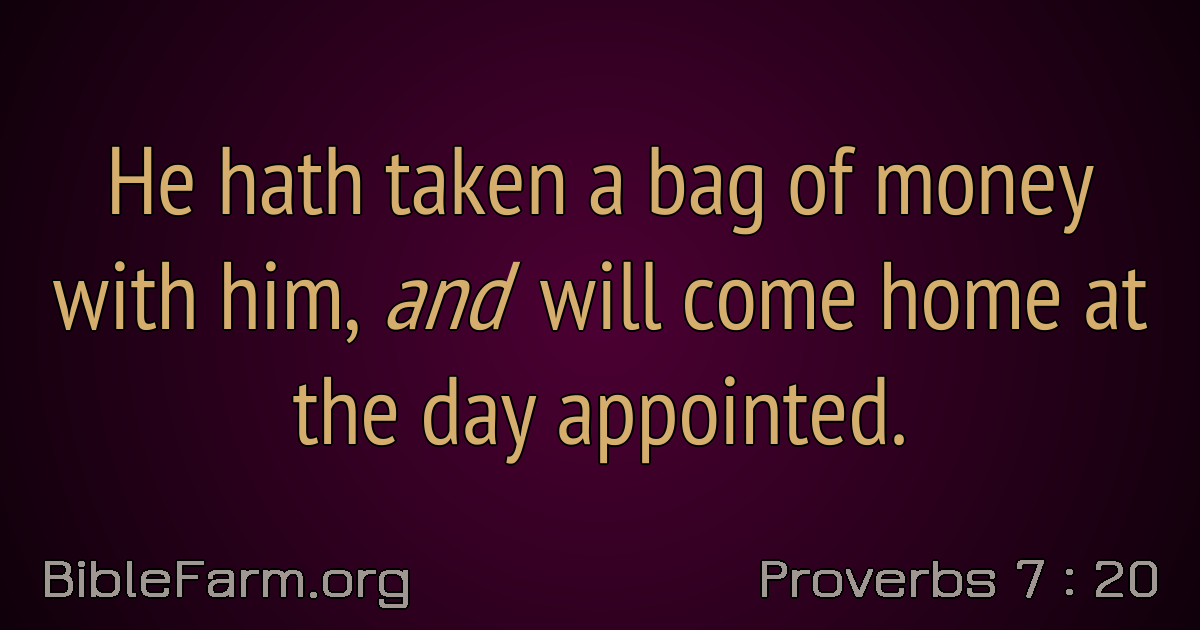 He hath taken a bag of money
with him, and will come home at
the day appointed.
BibleFarm.org
Proverbs 7 : 20